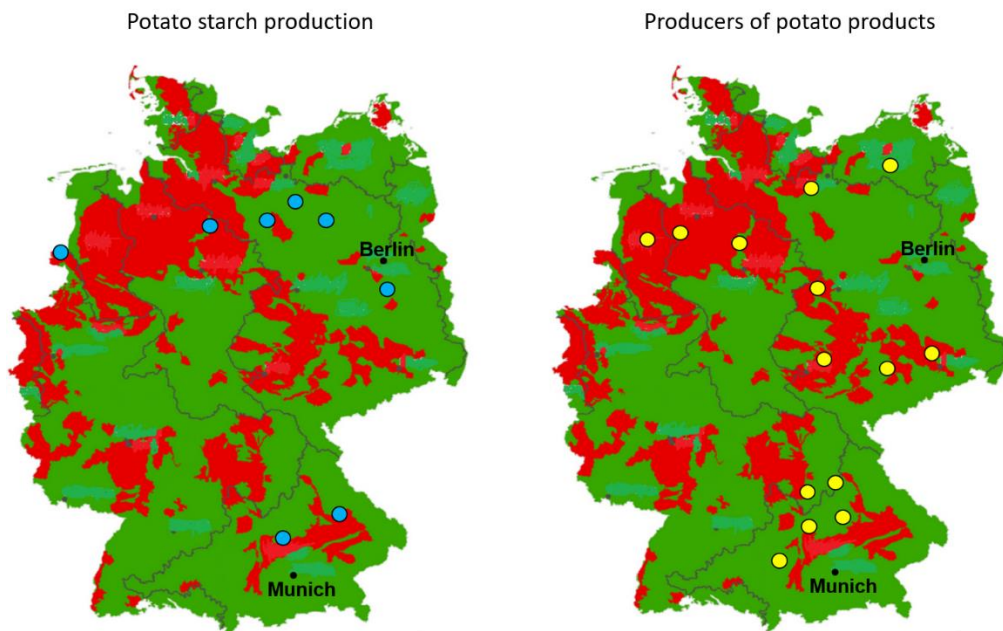 Potato starch production
Producers of potato products
Berlin
Berlin
Munich
Munich